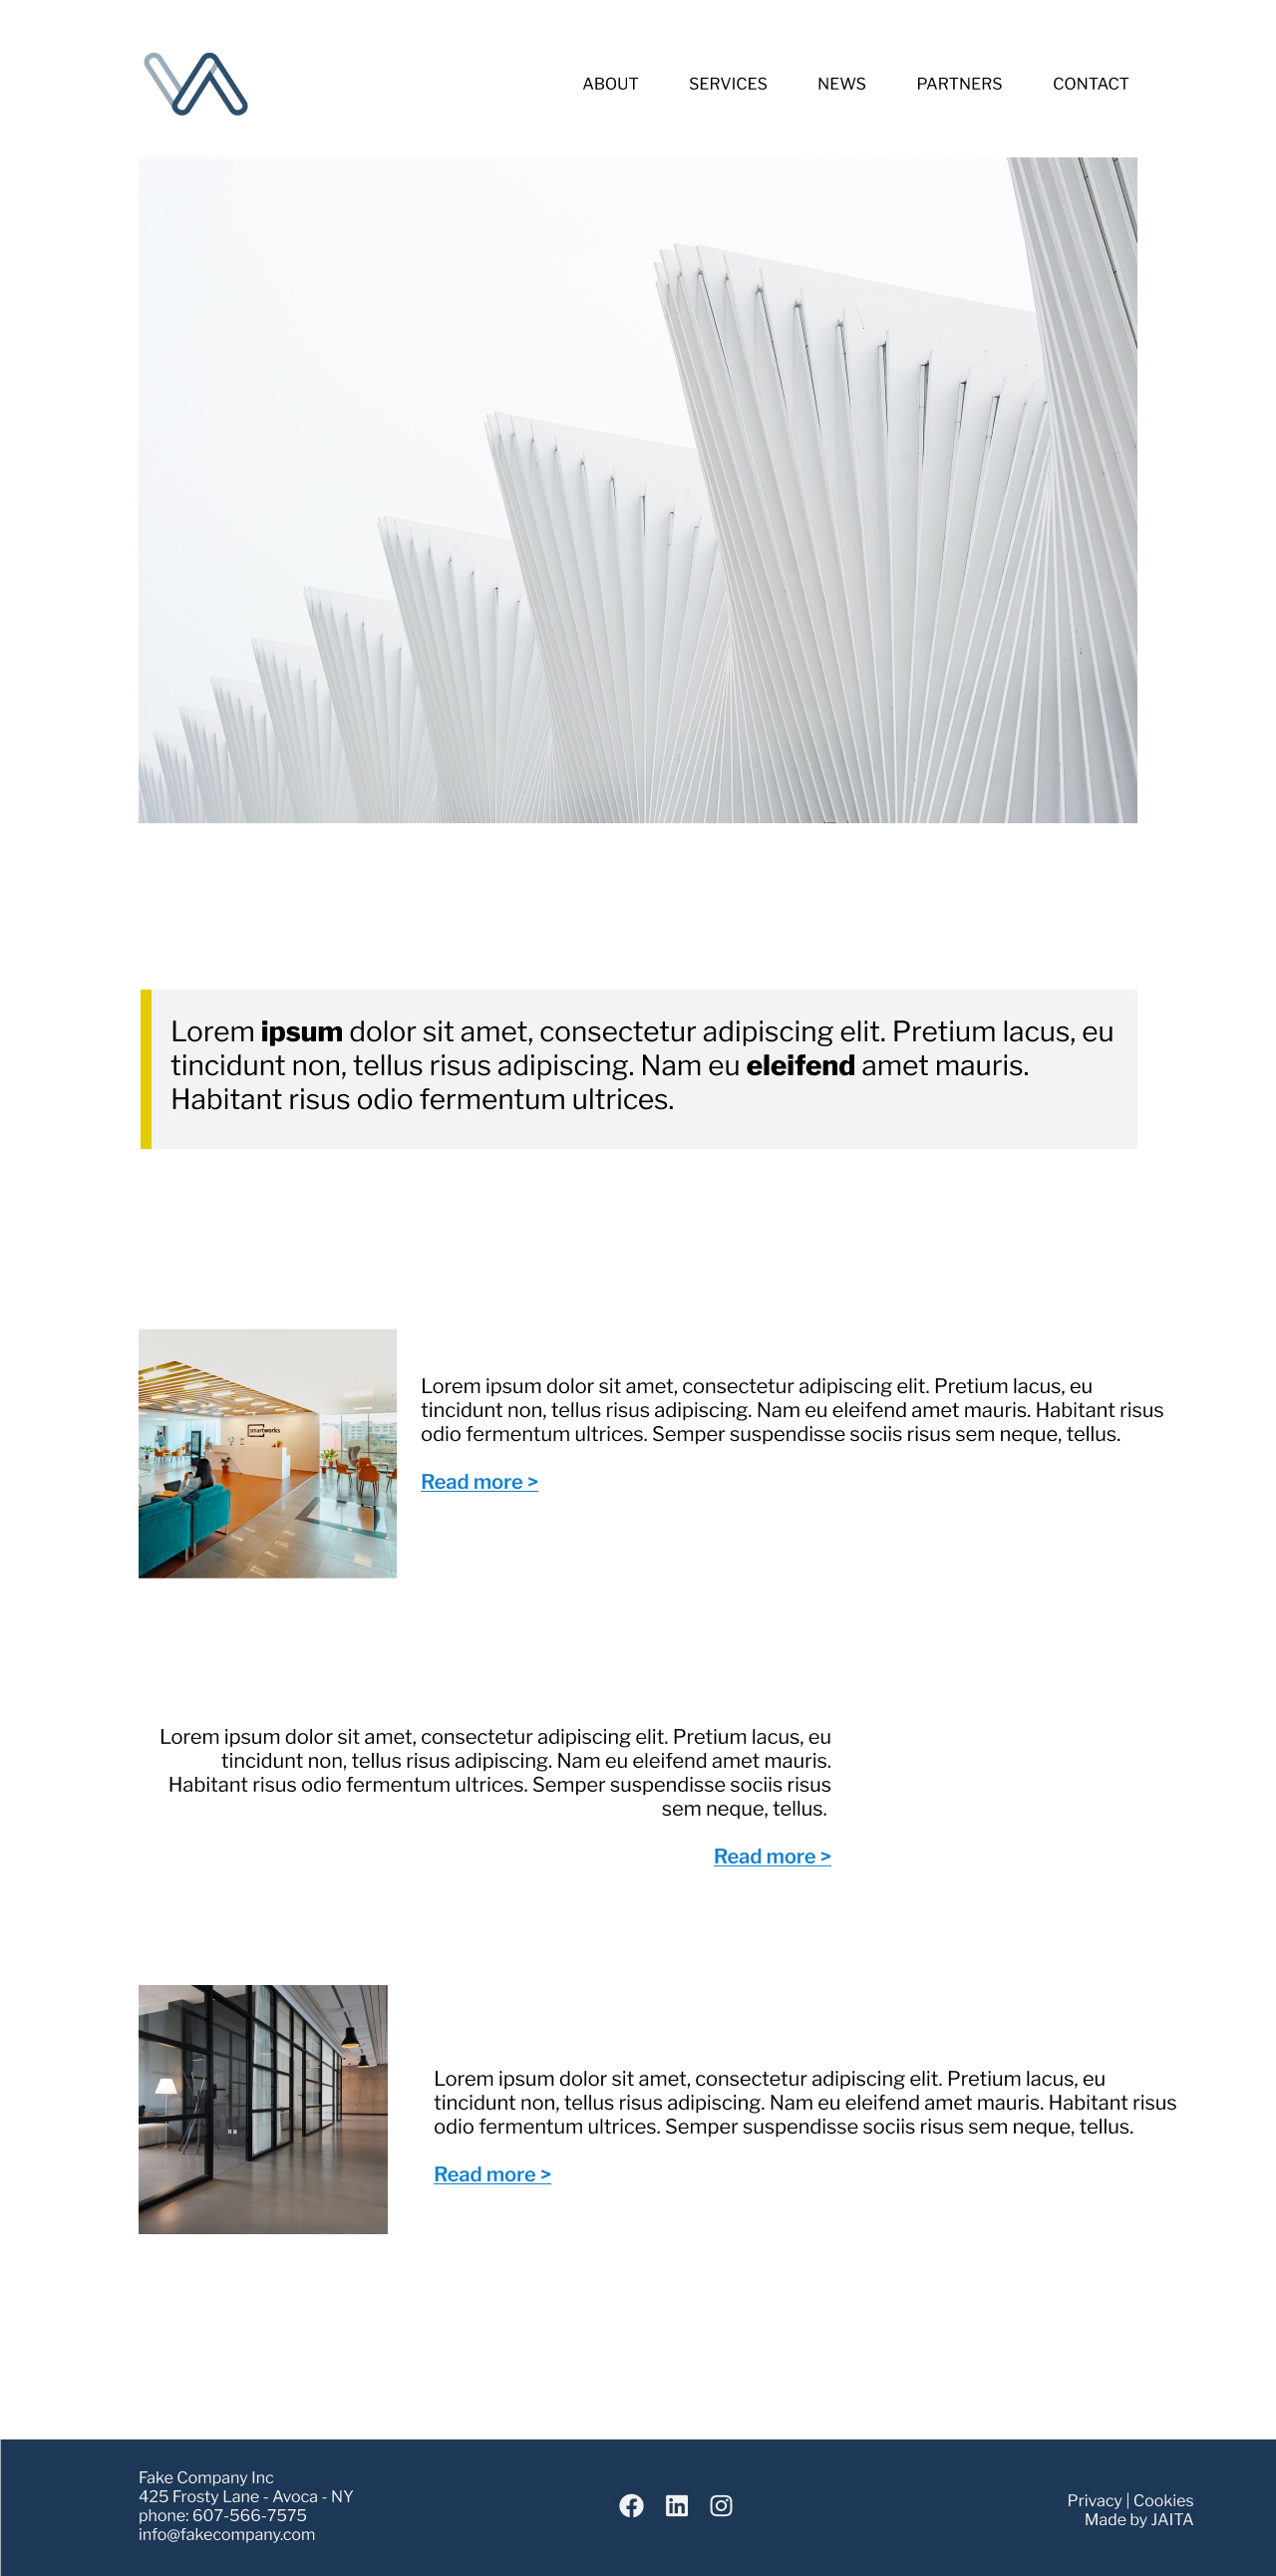 ABOUT SERVICES NEWS PARTNERS CONTACT
Lorem ipsum dolor sit amet, consectetur adipiscing elit. Pretium lacus, eu
tincidunt non, tellus risus adipiscing. Nam eu eleifend amet mauris.
Habitant risus odio fermentum ultrices.
smartworks
Lorem ipsum dolor sit amet, consectetur adipiscing elit. Pretium lacus, eu
tincidunt non, tellus risus adipiscing. Nam eu eleifend amet mauris. Habitant risus
odio fermentum ultrices. Semper suspendisse sociis risus sem neque, tellus.
Read more >
Lorem ipsum dolor sit amet, consectetur adipiscing elit. Pretium lacus, eu
tincidunt non, tellus risus adipiscing. Nam eu eleifend amet mauris.
Habitant risus odio fermentum ultrices. Semper suspendisse sociis risus
sem neque, tellus.
Read more >
Lorem ipsum dolor sit amet, consectetur adipiscing elit. Pretium lacus, eu
tincidunt non, tellus risus adipiscing. Nam eu eleifend amet mauris. Habitant risus
odio fermentum ultrices. Semper suspendisse sociis risus sem neque, tellus.
Read more >
Fake Company Inc
425 Frosty Lane - Avoca - NY
phone: 607-566-7575
info@fakecompany.com
Privacy | Cookies
Made by JAITA